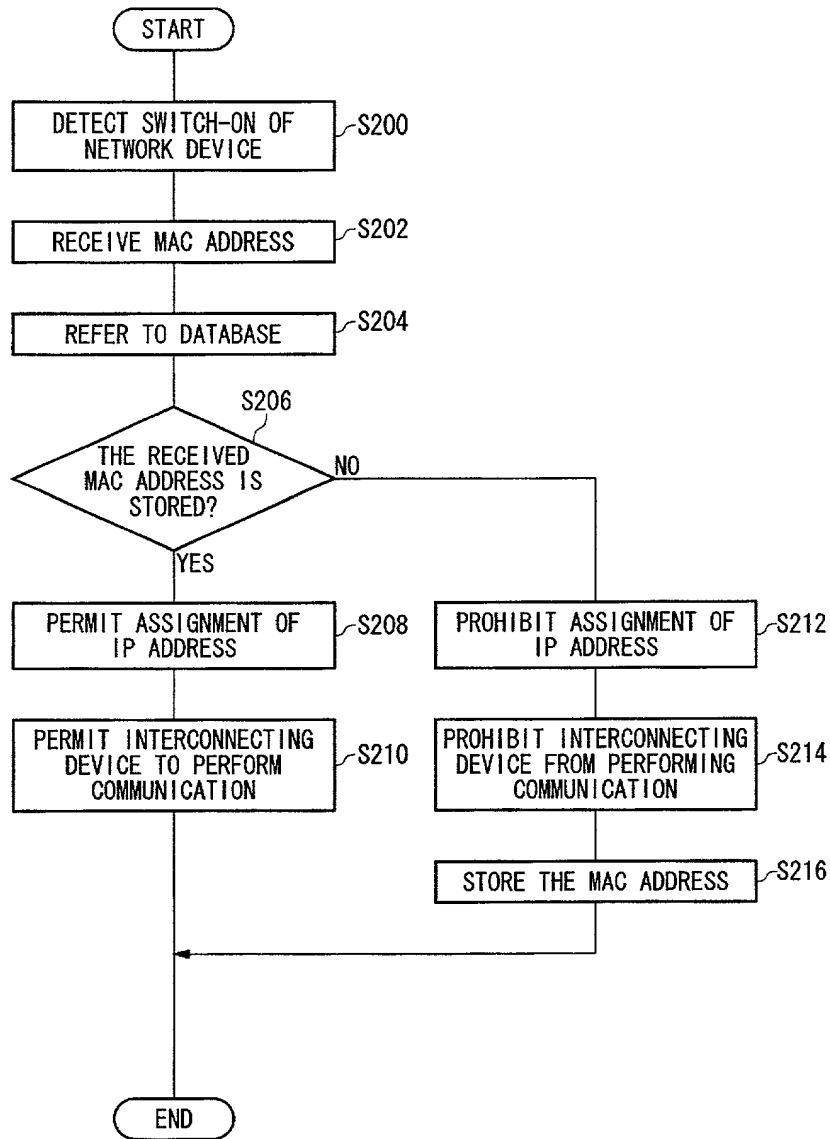 START
DETECT SWITCH-ON OF
NETWORK DEVICE
S200
RECEIVE MAC ADDRESS
S202
REFER TO DATABASE
S204
S206
THE RECEIVED
MAC ADDRESS IS
STORED?
NO
YES
PERMIT ASSIGNMENT OF
IP ADDRESS
S208
PROHIBIT ASSIGNMENT OF
IP ADDRESS
S212
PERMIT INTERCONNECTING
DEVICE TO PERFORM
COMMUNICATION
S210
PROHIBIT INTERCONNECTING
DEVICE FROM PERFORMING
COMMUNICATION
S214
STORE THE MAC ADDRESS
S216
END